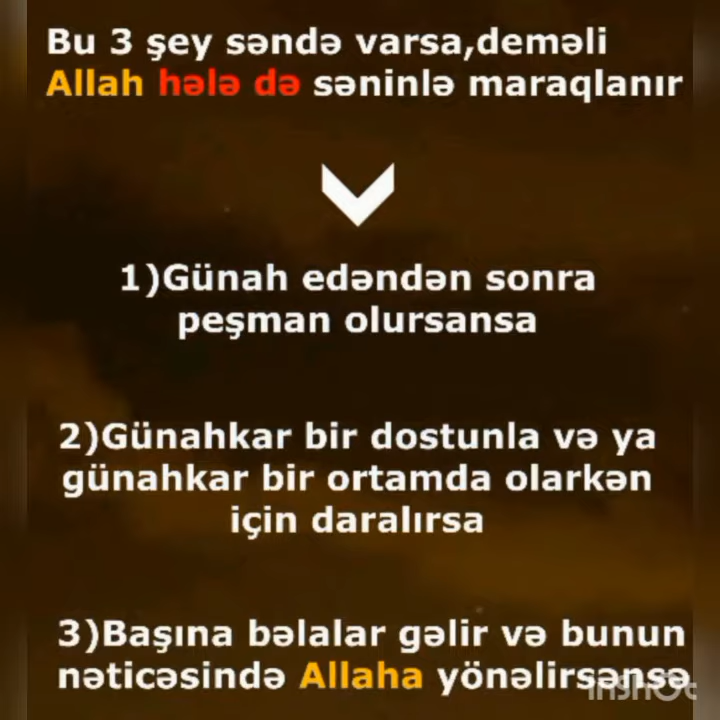 Bu 3 şey səndə varsa,deməli
Allah hələ də səninlə maraqlanır
1)Günah edəndən sonra
peşman olursansa
2)Günahkar bir dostunla və ya
günahkar bir ortamda olarkən
için daralırsa
3)Başına bəlalar gəlir və bunun
nəticəsində Allaha yönəlirsənsə
inshot